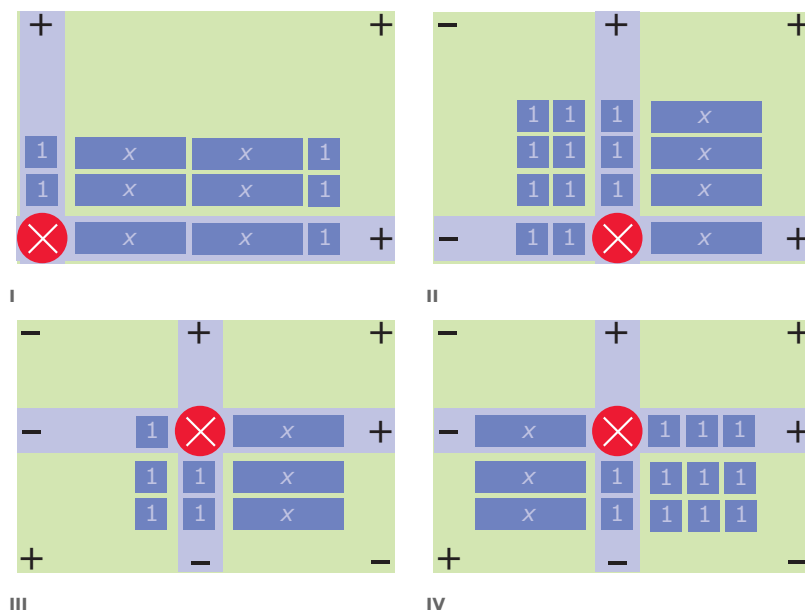 + +
1 x x 1
1 x x 1
× x x 1 +
I
− + +
1 1 1 x
1 1 1 x
1 1 1 x
− 1 1 × x
II
− + +
− 1 × x +
1 1 x
1 1 x
+ − −
III
− + +
− x × 1 1 1 +
x 1 1 1 1
x 1 1 1 1
+ − −
IV